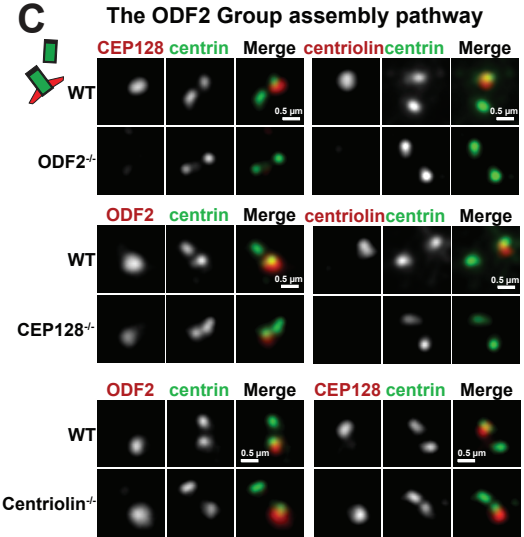 C
The ODF2 Group assembly pathway
CEP128 centrin Merge centriolin centrin Merge
WT
0.5 µm
0.5 µm
ODF2-/-
ODF2 centrin Merge centriolin centrin Merge
WT
0.5 µm
0.5 µm
CEP128-/-
ODF2 centrin Merge CEP128 centrin Merge
WT
0.5 µm
0.5 µm
Centriolin-/-